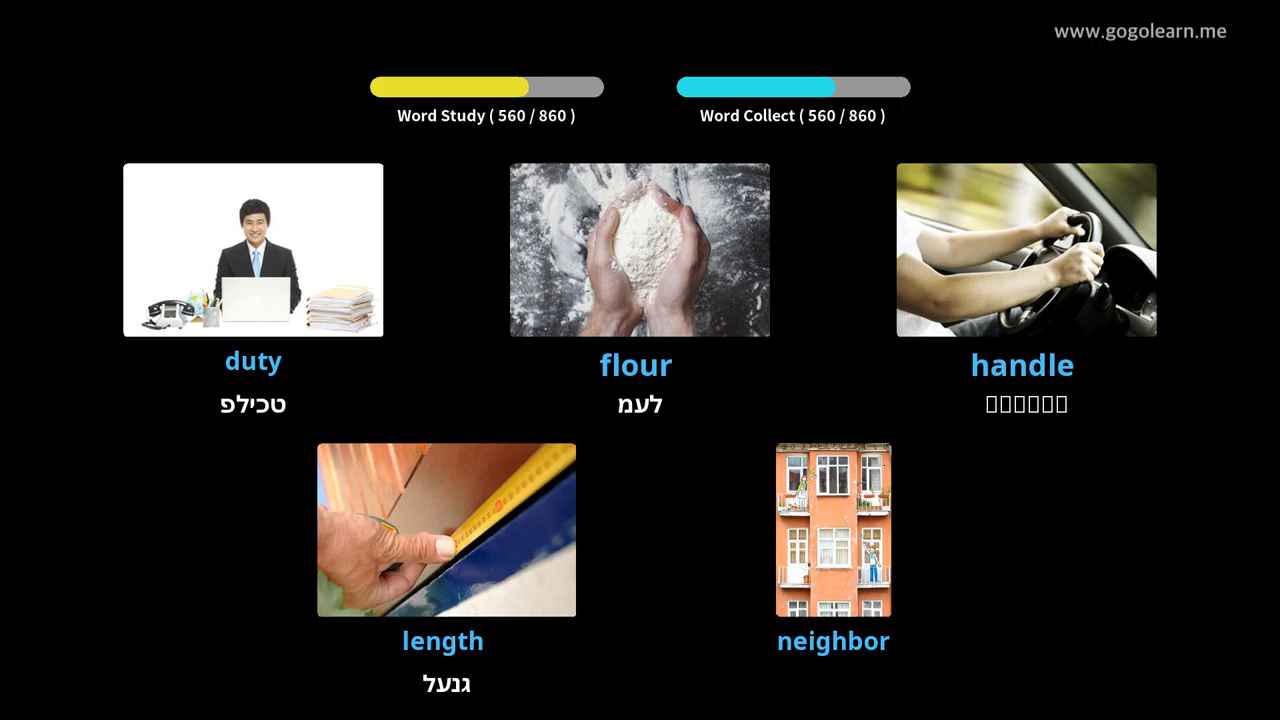 www.gogolearn.me
Word Study ( 560 / 860 )
Word Collect ( 560 / 860 )
duty
flour
handle
טכילפ
לעמ
length
neighbor
גנעל